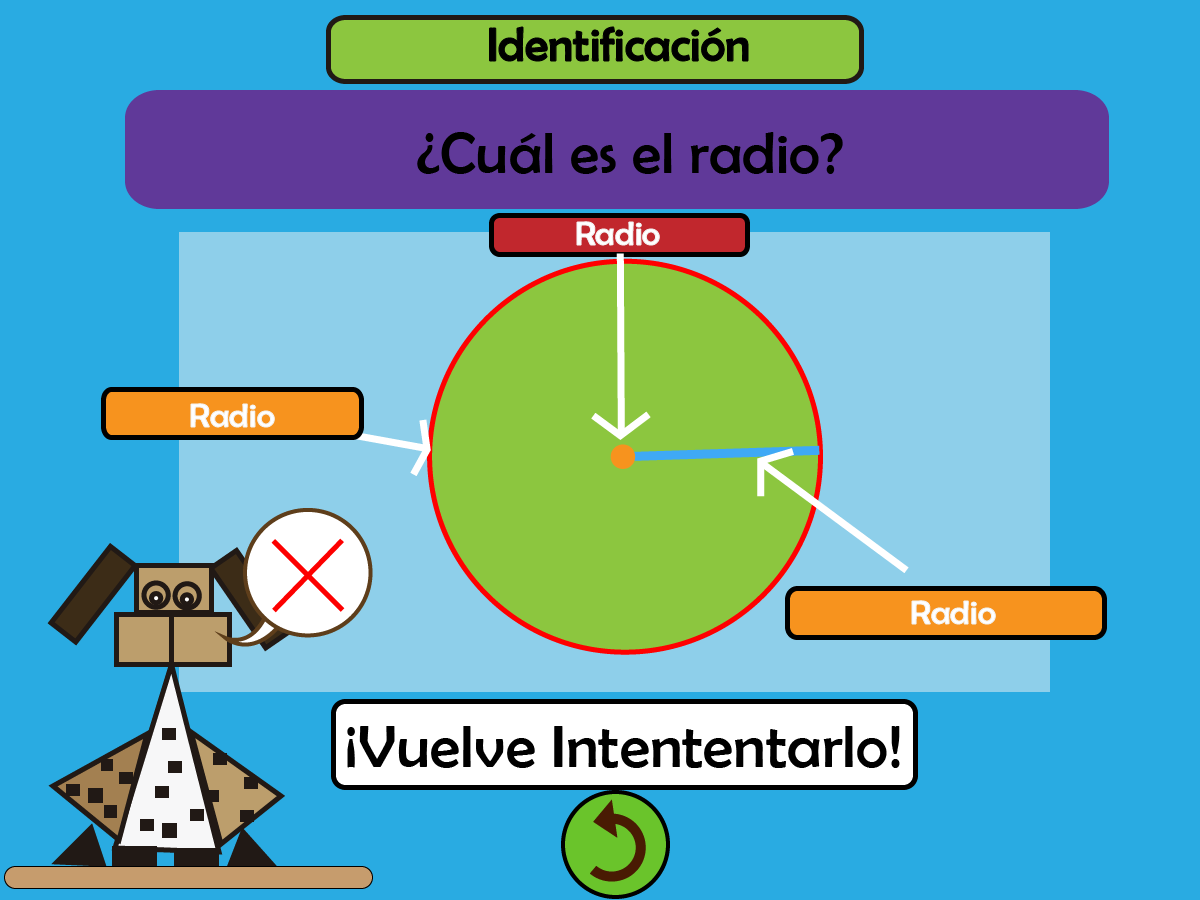 Identificación
¿Cuál es el radio?
Radio
Radio
Radio
¡Vuelve Intententarlo!